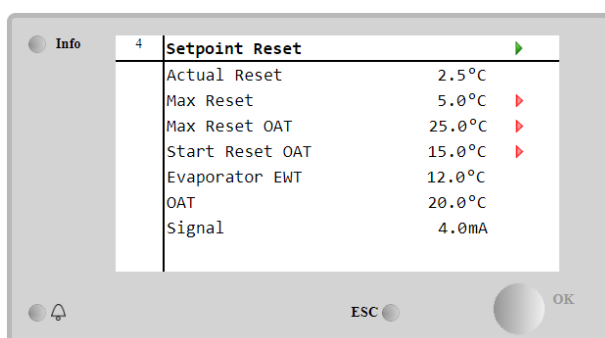 Info
4 Setpoint Reset
Actual Reset 2.5°C
Max Reset 5.0°C
Max Reset OAT 25.0°C
Start Reset OAT 15.0°C
Evaporator EWT 12.0°C
OAT 20.0°C
Signal 4.0mA
ESC
OK